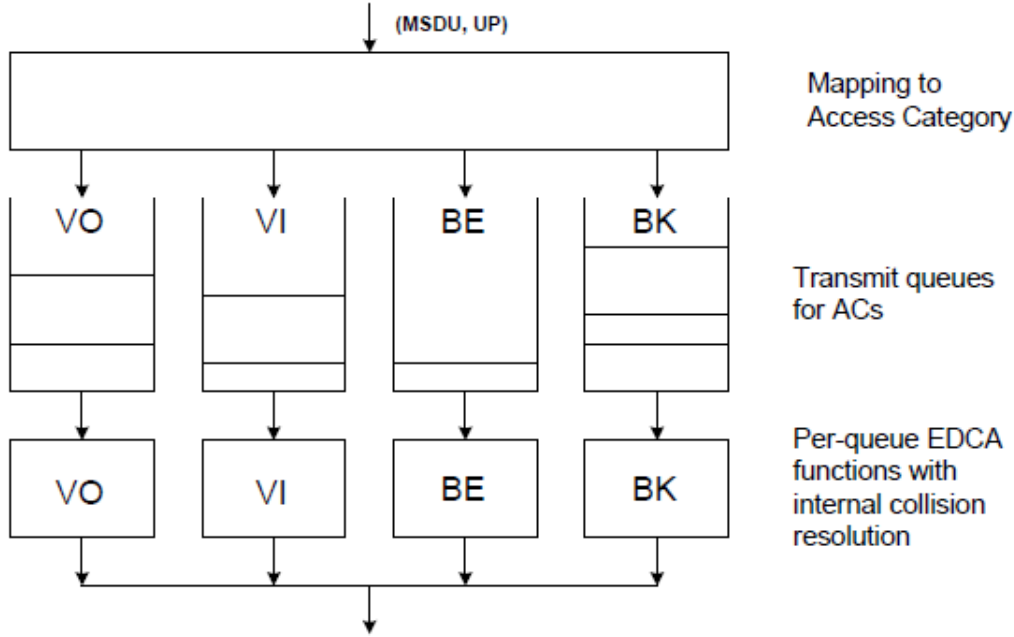 (MSDU, UP)
Mapping to
Access Category
VO
VI
BE
BK
Transmit queues
for ACs
VO
VI
BE
BK
Per-queue EDCA
functions with
internal collision
resolution